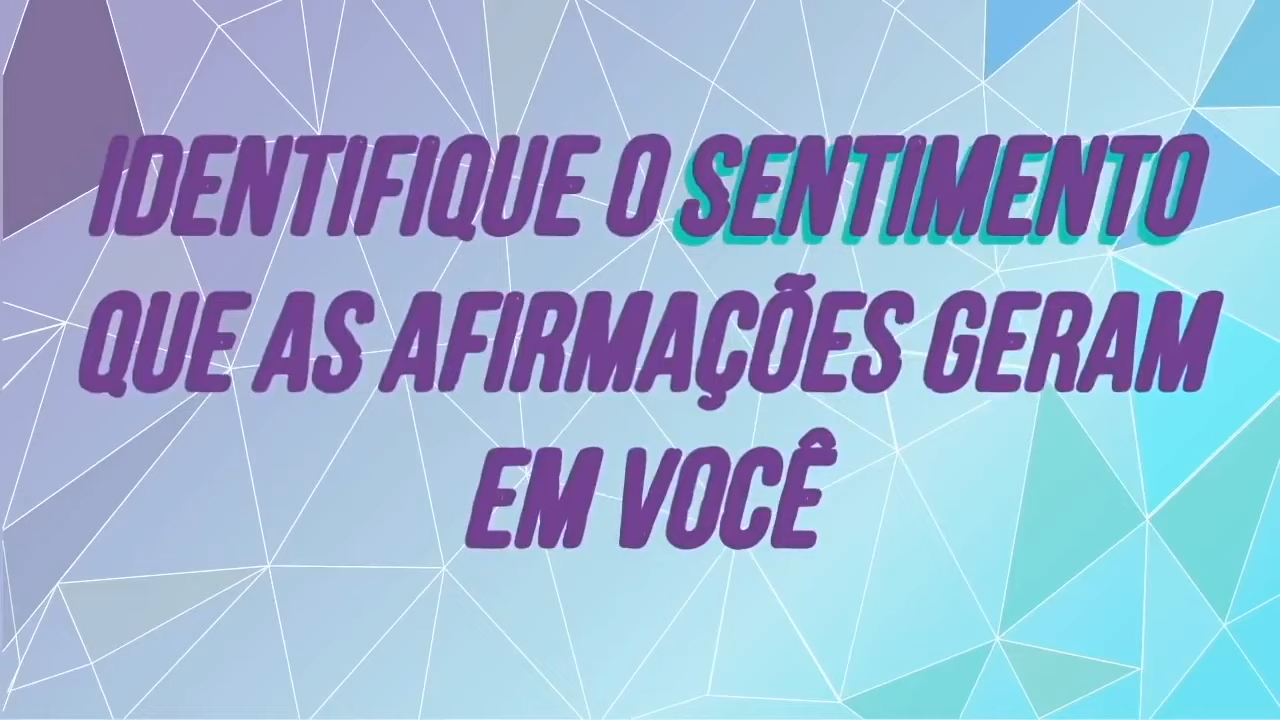 IDENTIFIQUE O SENTIMENTO
QUE AS AFIRMAÇÕES GERAM
EM VOCÊ